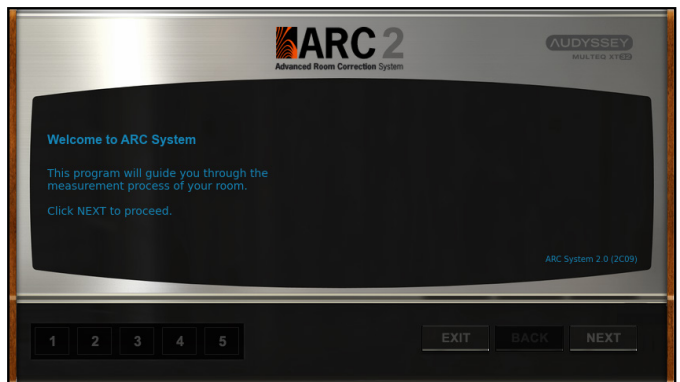 ARC 2
Advanced Room Correction System
AUDYSSEY
MULTEQ XT32
Welcome to ARC System
This program will guide you through the
measurement process of your room.
Click NEXT to proceed.
ARC System 2.0 (2C09)
1 2 3 4 5
EXIT BACK NEXT